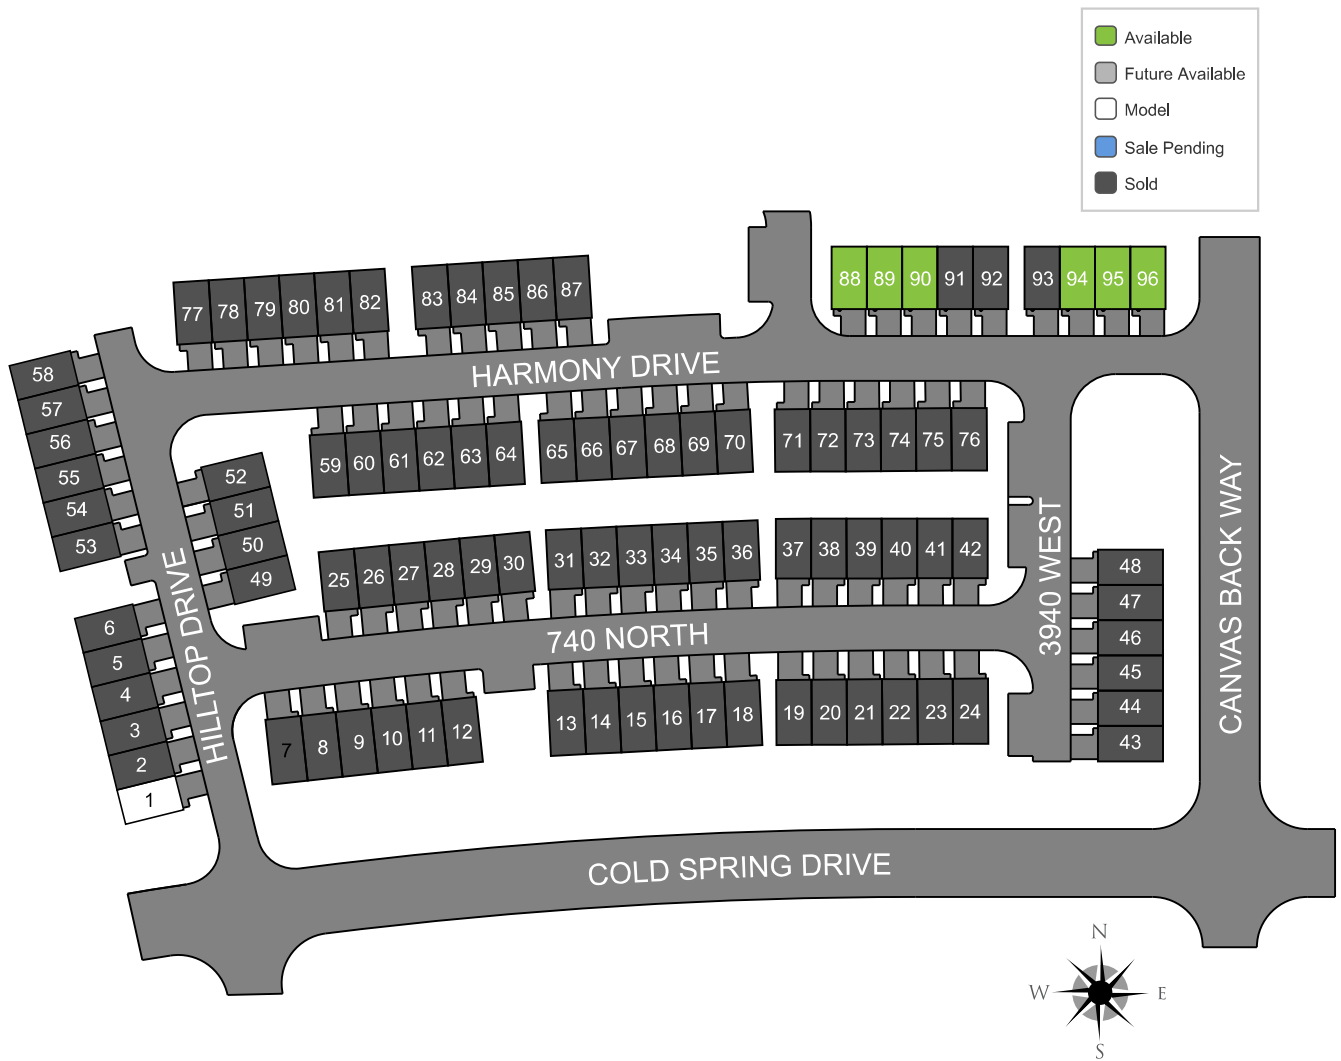 Available
Future Available
Model
Sale Pending
Sold
88 89 90 91 92 93 94 95 96
77 78 79 80 81 82 83 84 85 86 87
HARMONY DRIVE
58
57
56
55
54
53
59 60 61 62 63 64 65 66 67 68 69 70 71 72 73 74 75 76
52
51
50
49
25 26 27 28 29 30 31 32 33 34 35 36 37 38 39 40 41 42
HILLTOP DRIVE
740 NORTH
3940 WEST
CANVAS BACK WAY
48
47
46
45
44
43
6
5
4
3
2
1
7 8 9 10 11 12 13 14 15 16 17 18 19 20 21 22 23 24
COLD SPRING DRIVE
N
W E
S